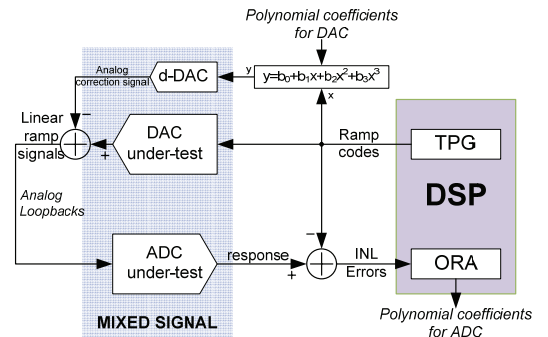 Polynomial coefficients
for DAC
Analog
correction signal
d-DAC
y
y=b₀+b₁x+b₂x²+b₃x³
x
Linear
ramp
signals
−
+
DAC
under-test
Ramp
codes
TPG
DSP
Analog
Loopbacks
ADC
under-test
response
−
+
INL
Errors
ORA
MIXED SIGNAL
Polynomial coefficients
for ADC